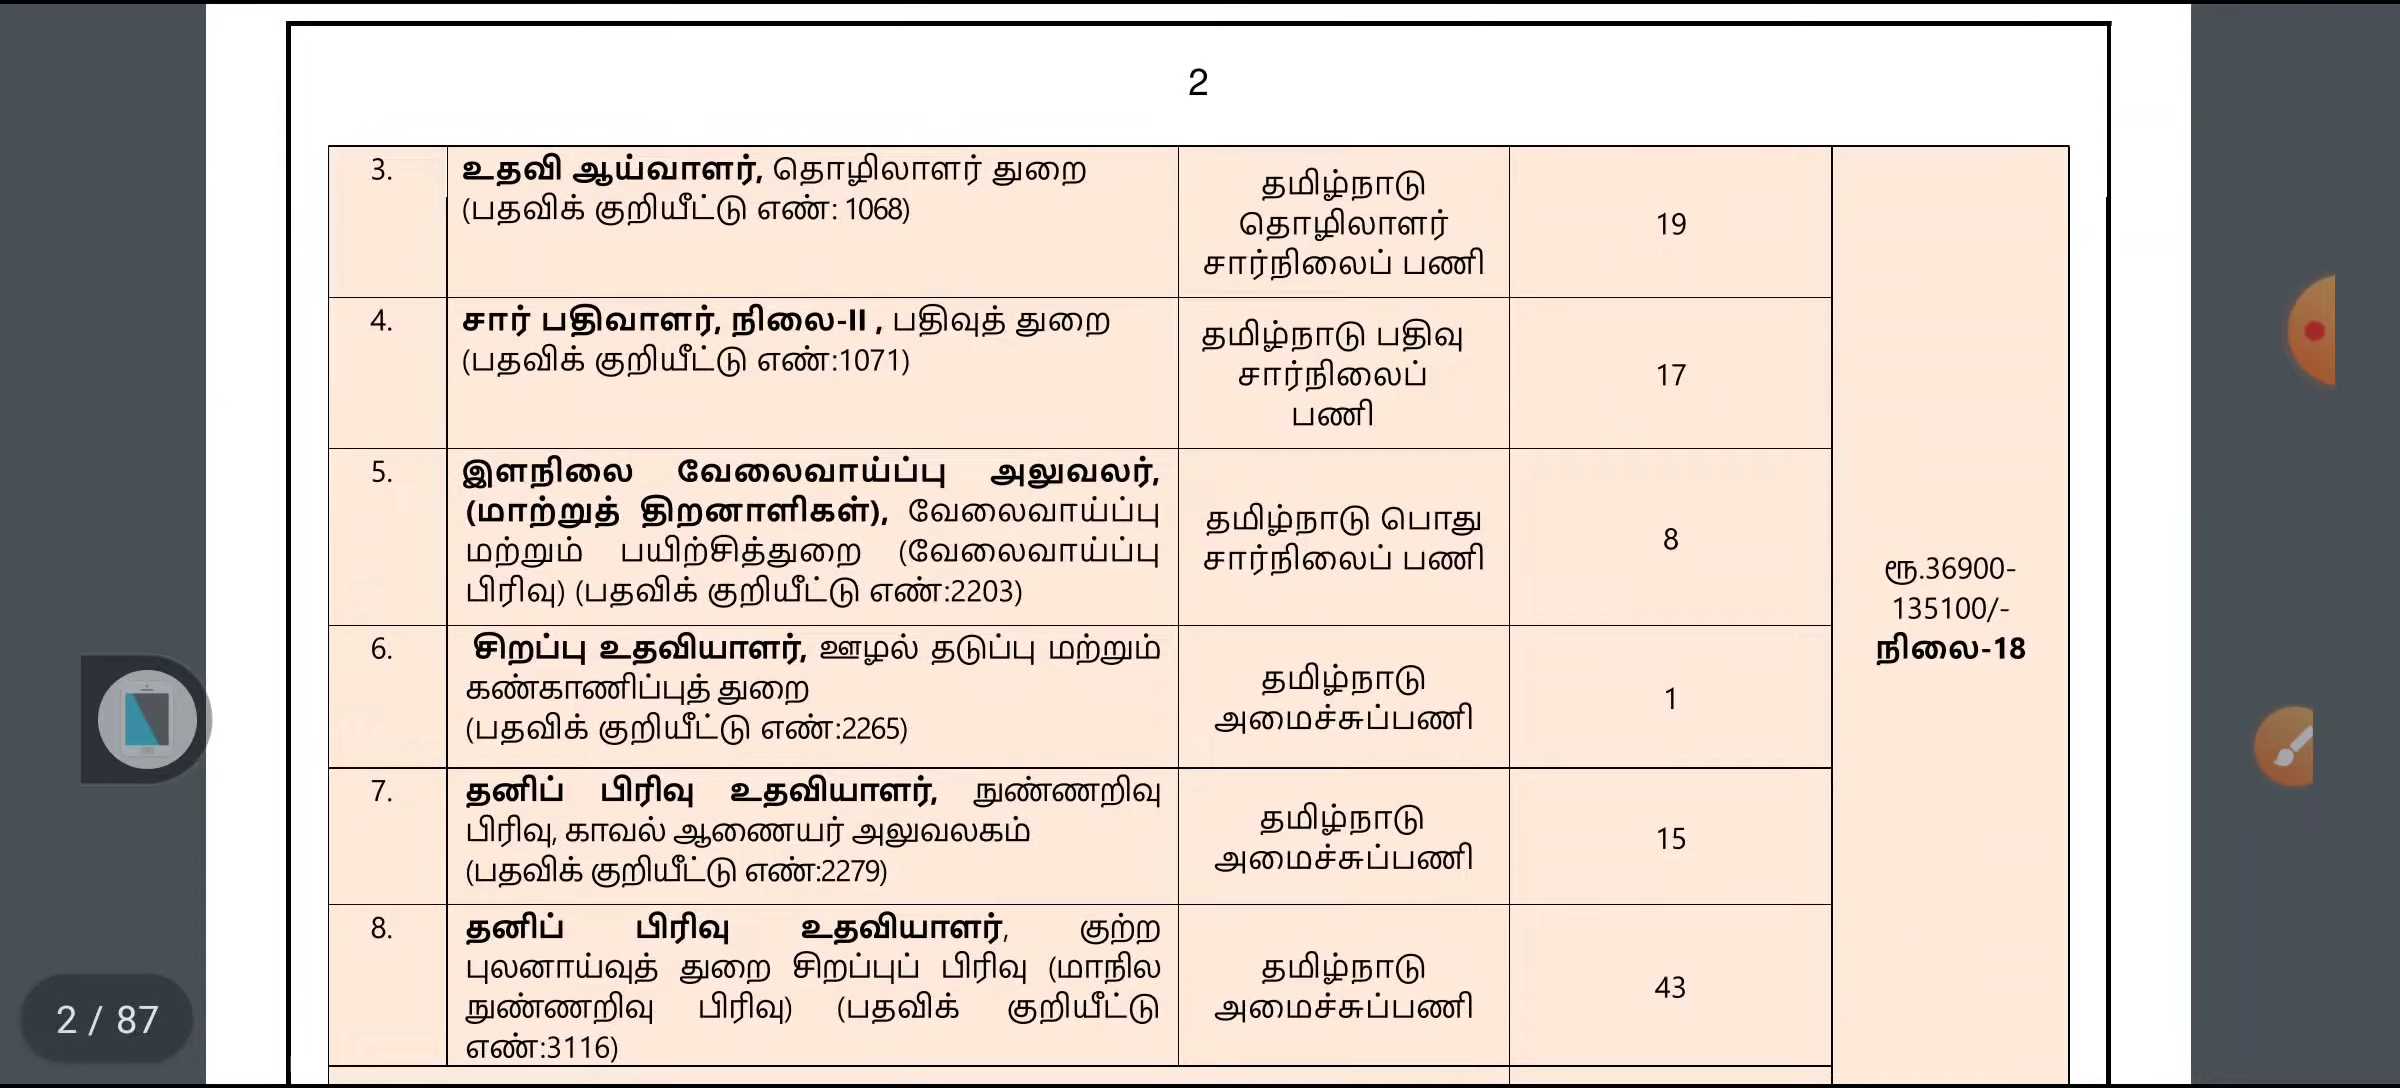 2
3.
உதவி ஆய்வாளர், தொழிலாளர் துறை
(பதவிக் குறியீட்டு எண்: 1068)
தமிழ்நாடு
தொழிலாளர்
சார்நிலைப் பணி
19
4.
சார் பதிவாளர், நிலை-II , பதிவுத் துறை
(பதவிக் குறியீட்டு எண்:1071)
தமிழ்நாடு பதிவு
சார்நிலைப்
பணி
17
5.
இளநிலை வேலைவாய்ப்பு அலுவலர்,
(மாற்றுத் திறனாளிகள்), வேலைவாய்ப்பு
மற்றும் பயிற்சித்துறை (வேலைவாய்ப்பு
பிரிவு) (பதவிக் குறியீட்டு எண்:2203)
தமிழ்நாடு பொது
சார்நிலைப் பணி
8
ரூ.36900-
135100/-
நிலை-18
6.
சிறப்பு உதவியாளர், ஊழல் தடுப்பு மற்றும்
கண்காணிப்புத் துறை
(பதவிக் குறியீட்டு எண்:2265)
தமிழ்நாடு
அமைச்சுப்பணி
1
7.
தனிப் பிரிவு உதவியாளர், நுண்ணறிவு
பிரிவு, காவல் ஆணையர் அலுவலகம்
(பதவிக் குறியீட்டு எண்:2279)
தமிழ்நாடு
அமைச்சுப்பணி
15
8.
தனிப் பிரிவு உதவியாளர், குற்ற
புலனாய்வுத் துறை சிறப்புப் பிரிவு (மாநில
நுண்ணறிவு பிரிவு) (பதவிக் குறியீட்டு
எண்:3116)
தமிழ்நாடு
அமைச்சுப்பணி
43
2 / 87